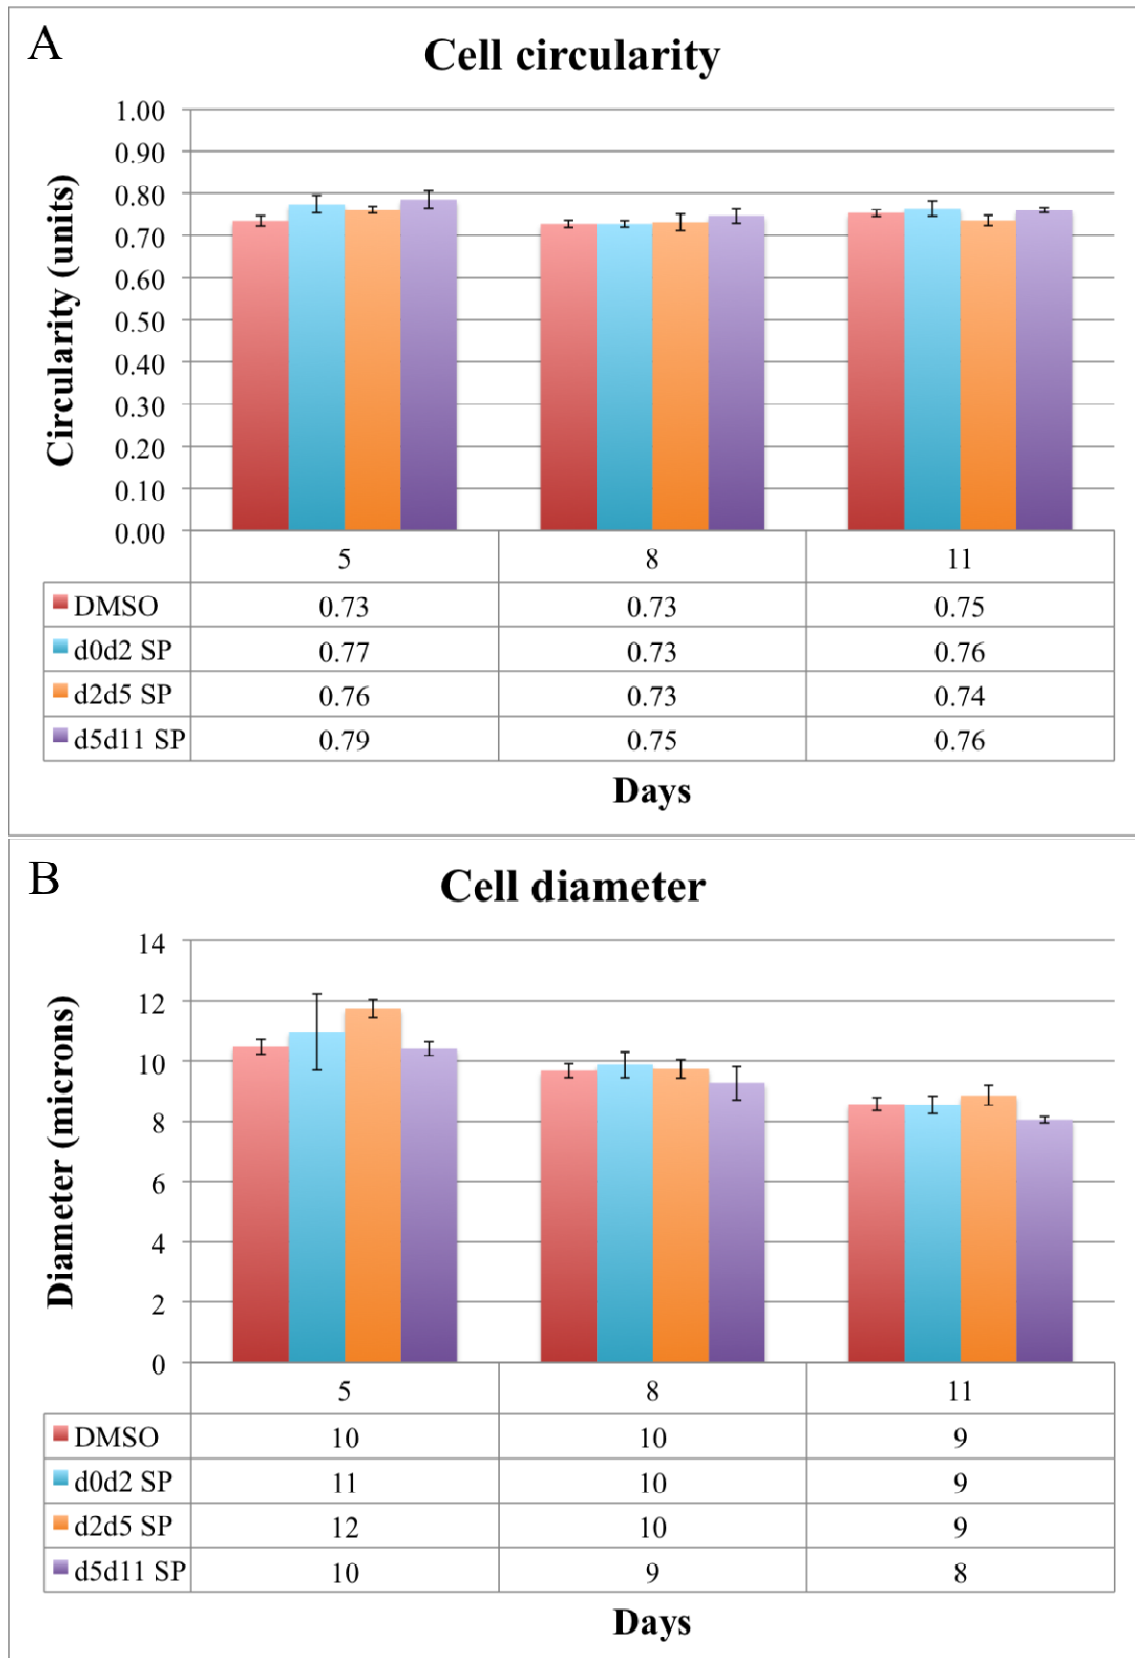 A
Cell circularity
Circularity (units)
1.00
0.90
0.80
0.70
0.60
0.50
0.40
0.30
0.20
0.10
0.00
5 8 11
DMSO 0.73 0.73 0.75
d0d2 SP 0.77 0.73 0.76
d2d5 SP 0.76 0.73 0.74
d5d11 SP 0.79 0.75 0.76
Days
B
Cell diameter
Diameter (microns)
14
12
10
8
6
4
2
0
5 8 11
DMSO 10 10 9
d0d2 SP 11 10 9
d2d5 SP 12 10 9
d5d11 SP 10 9 8
Days